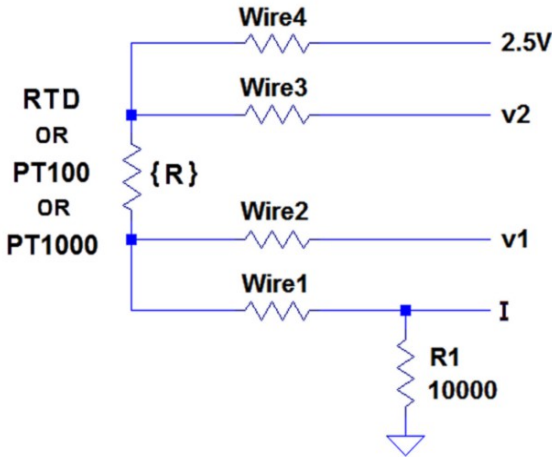 Wire4
2.5V
Wire3
v2
RTD
OR
PT100
OR
PT1000
{R}
Wire2
v1
Wire1
I
R1
10000